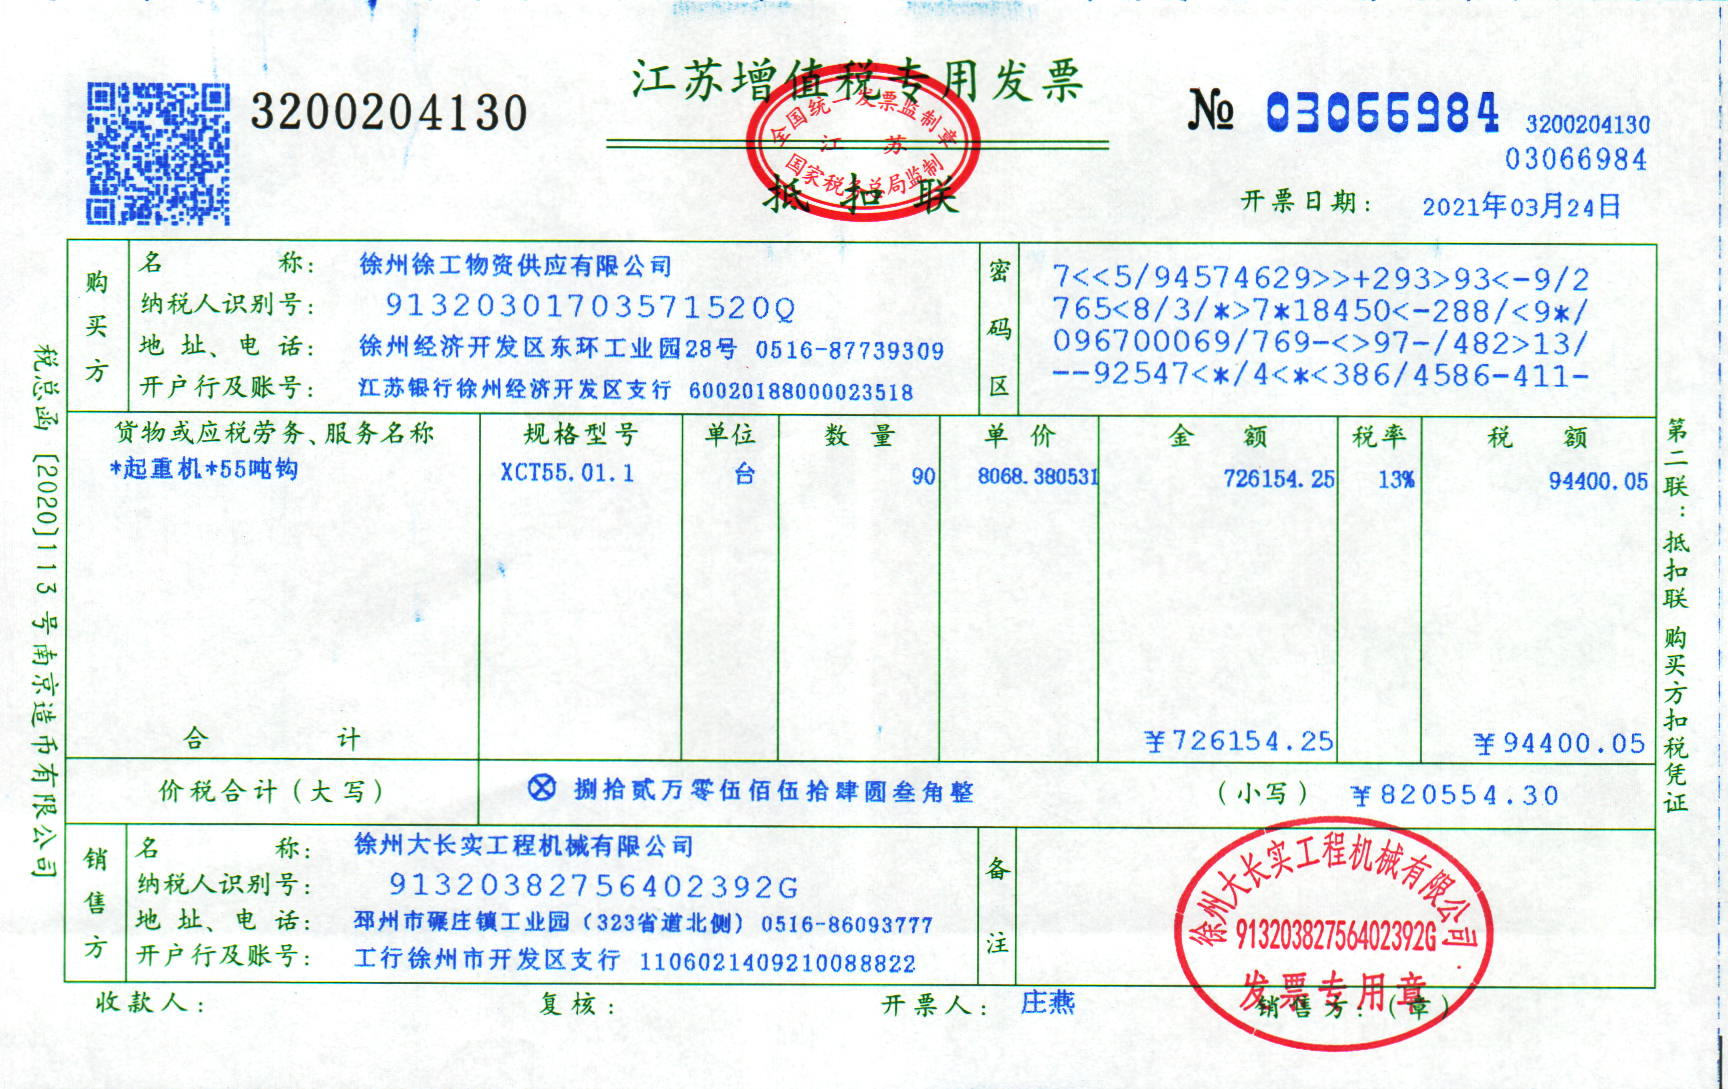 江苏增值税专用发票
3200204130
№ 03066984
3200204130
03066984
全国统一发票监制章
江 苏
国家税务总局监制
抵 扣 联
开票日期： 2021年03月24日
购买方
名 称： 徐州徐工物资供应有限公司
纳税人识别号： 91320301703571520Q
地 址、电 话： 徐州经济开发区东环工业园28号 0516-87739309
开户行及账号： 江苏银行徐州经济开发区支行 60020188000023518
密码区
7<<5/94574629>>+293>93<-9/2
765<8/3/*>7*18450<-288/<9*/
096700069/769-<>97-/482>13/
--92547<*/4<*<386/4586-411-
货物或应税劳务、服务名称 规格型号 单位 数 量 单 价 金 额 税率 税 额
*起重机*55吨钩 XCT55.01.1 台 90 8068.380531 726154.25 13% 94400.05
合 计 ￥726154.25 ￥94400.05
价税合计（大写） ⊗ 捌拾贰万零伍佰伍拾肆圆叁角整 （小写） ￥820554.30
销售方
名 称： 徐州大长实工程机械有限公司
纳税人识别号： 91320382756402392G
地 址、电 话： 邳州市碾庄镇工业园（323省道北侧） 0516-86093777
开户行及账号： 工行徐州市开发区支行 1106021409210088822
备注
徐州大长实工程机械有限公司
91320382756402392G
发票专用章
收款人： 复核： 开票人： 庄燕 销售方：（章）
税总函［2020］113号南京造币有限公司
第二联：抵扣联 购买方扣税凭证